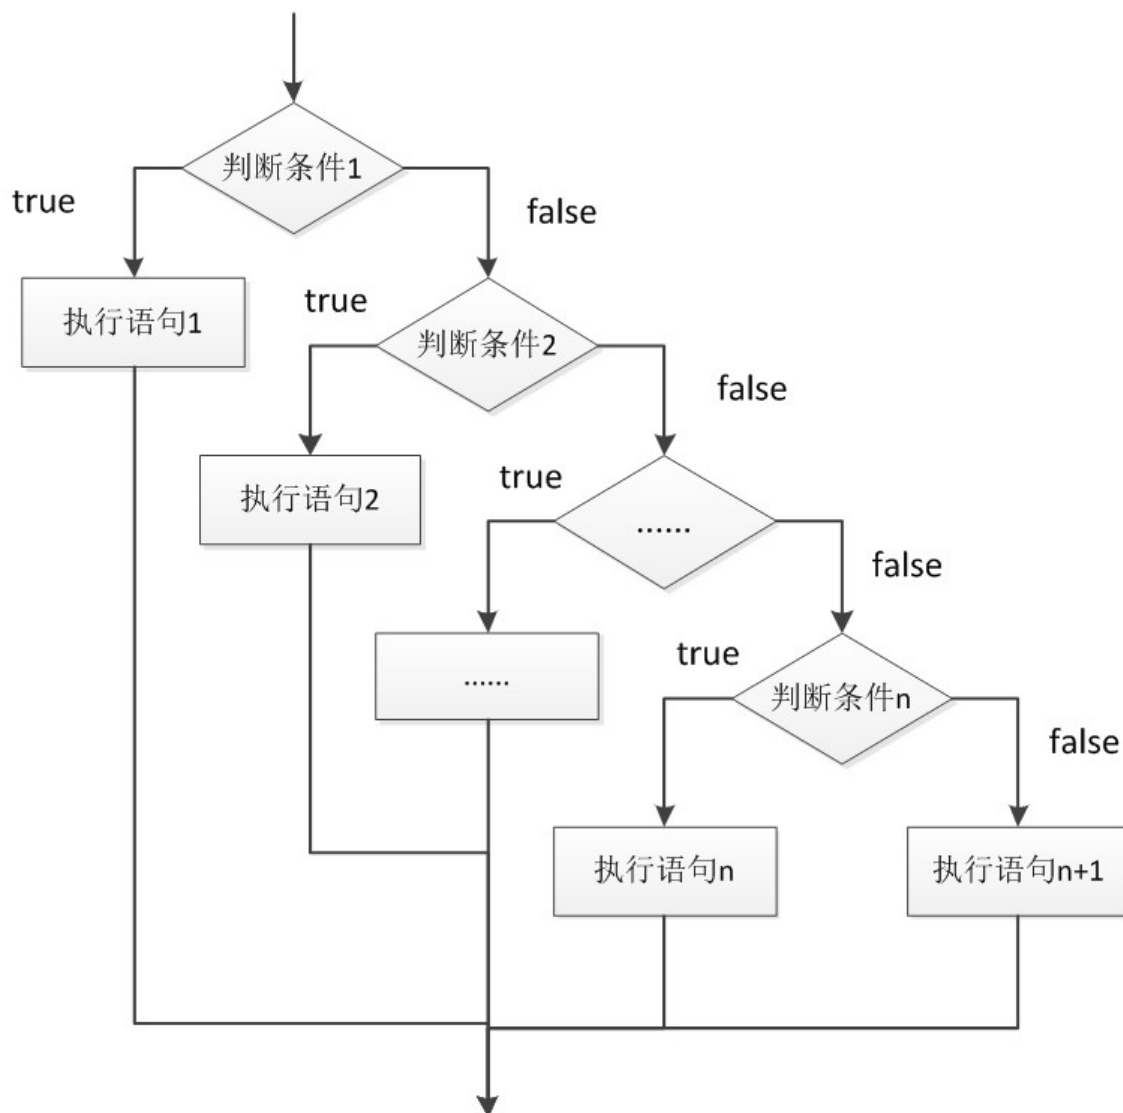 判断条件1
true
false
执行语句1
true
判断条件2
false
执行语句2
true
......
false
......
true
判断条件n
false
执行语句n
执行语句n+1